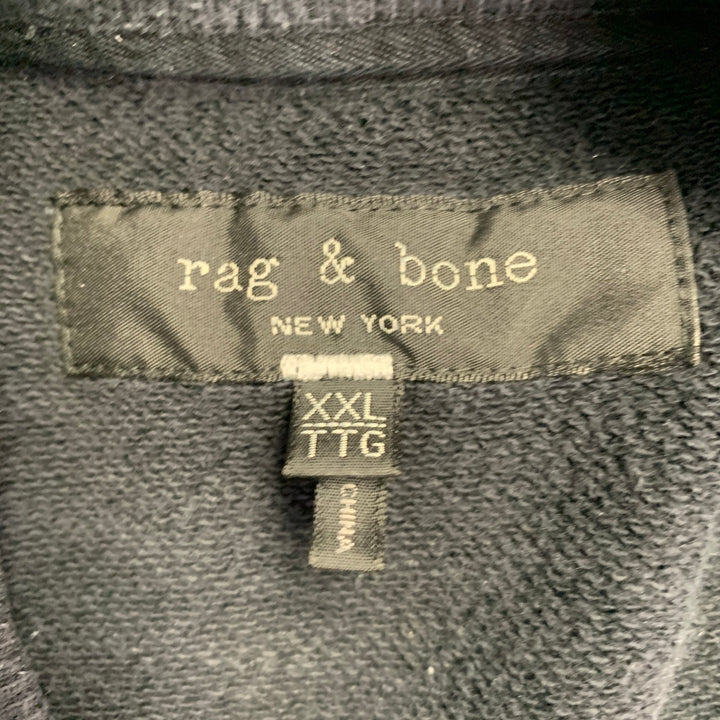 rag & bone
NEW YORK
XXL
TTG
CHINA